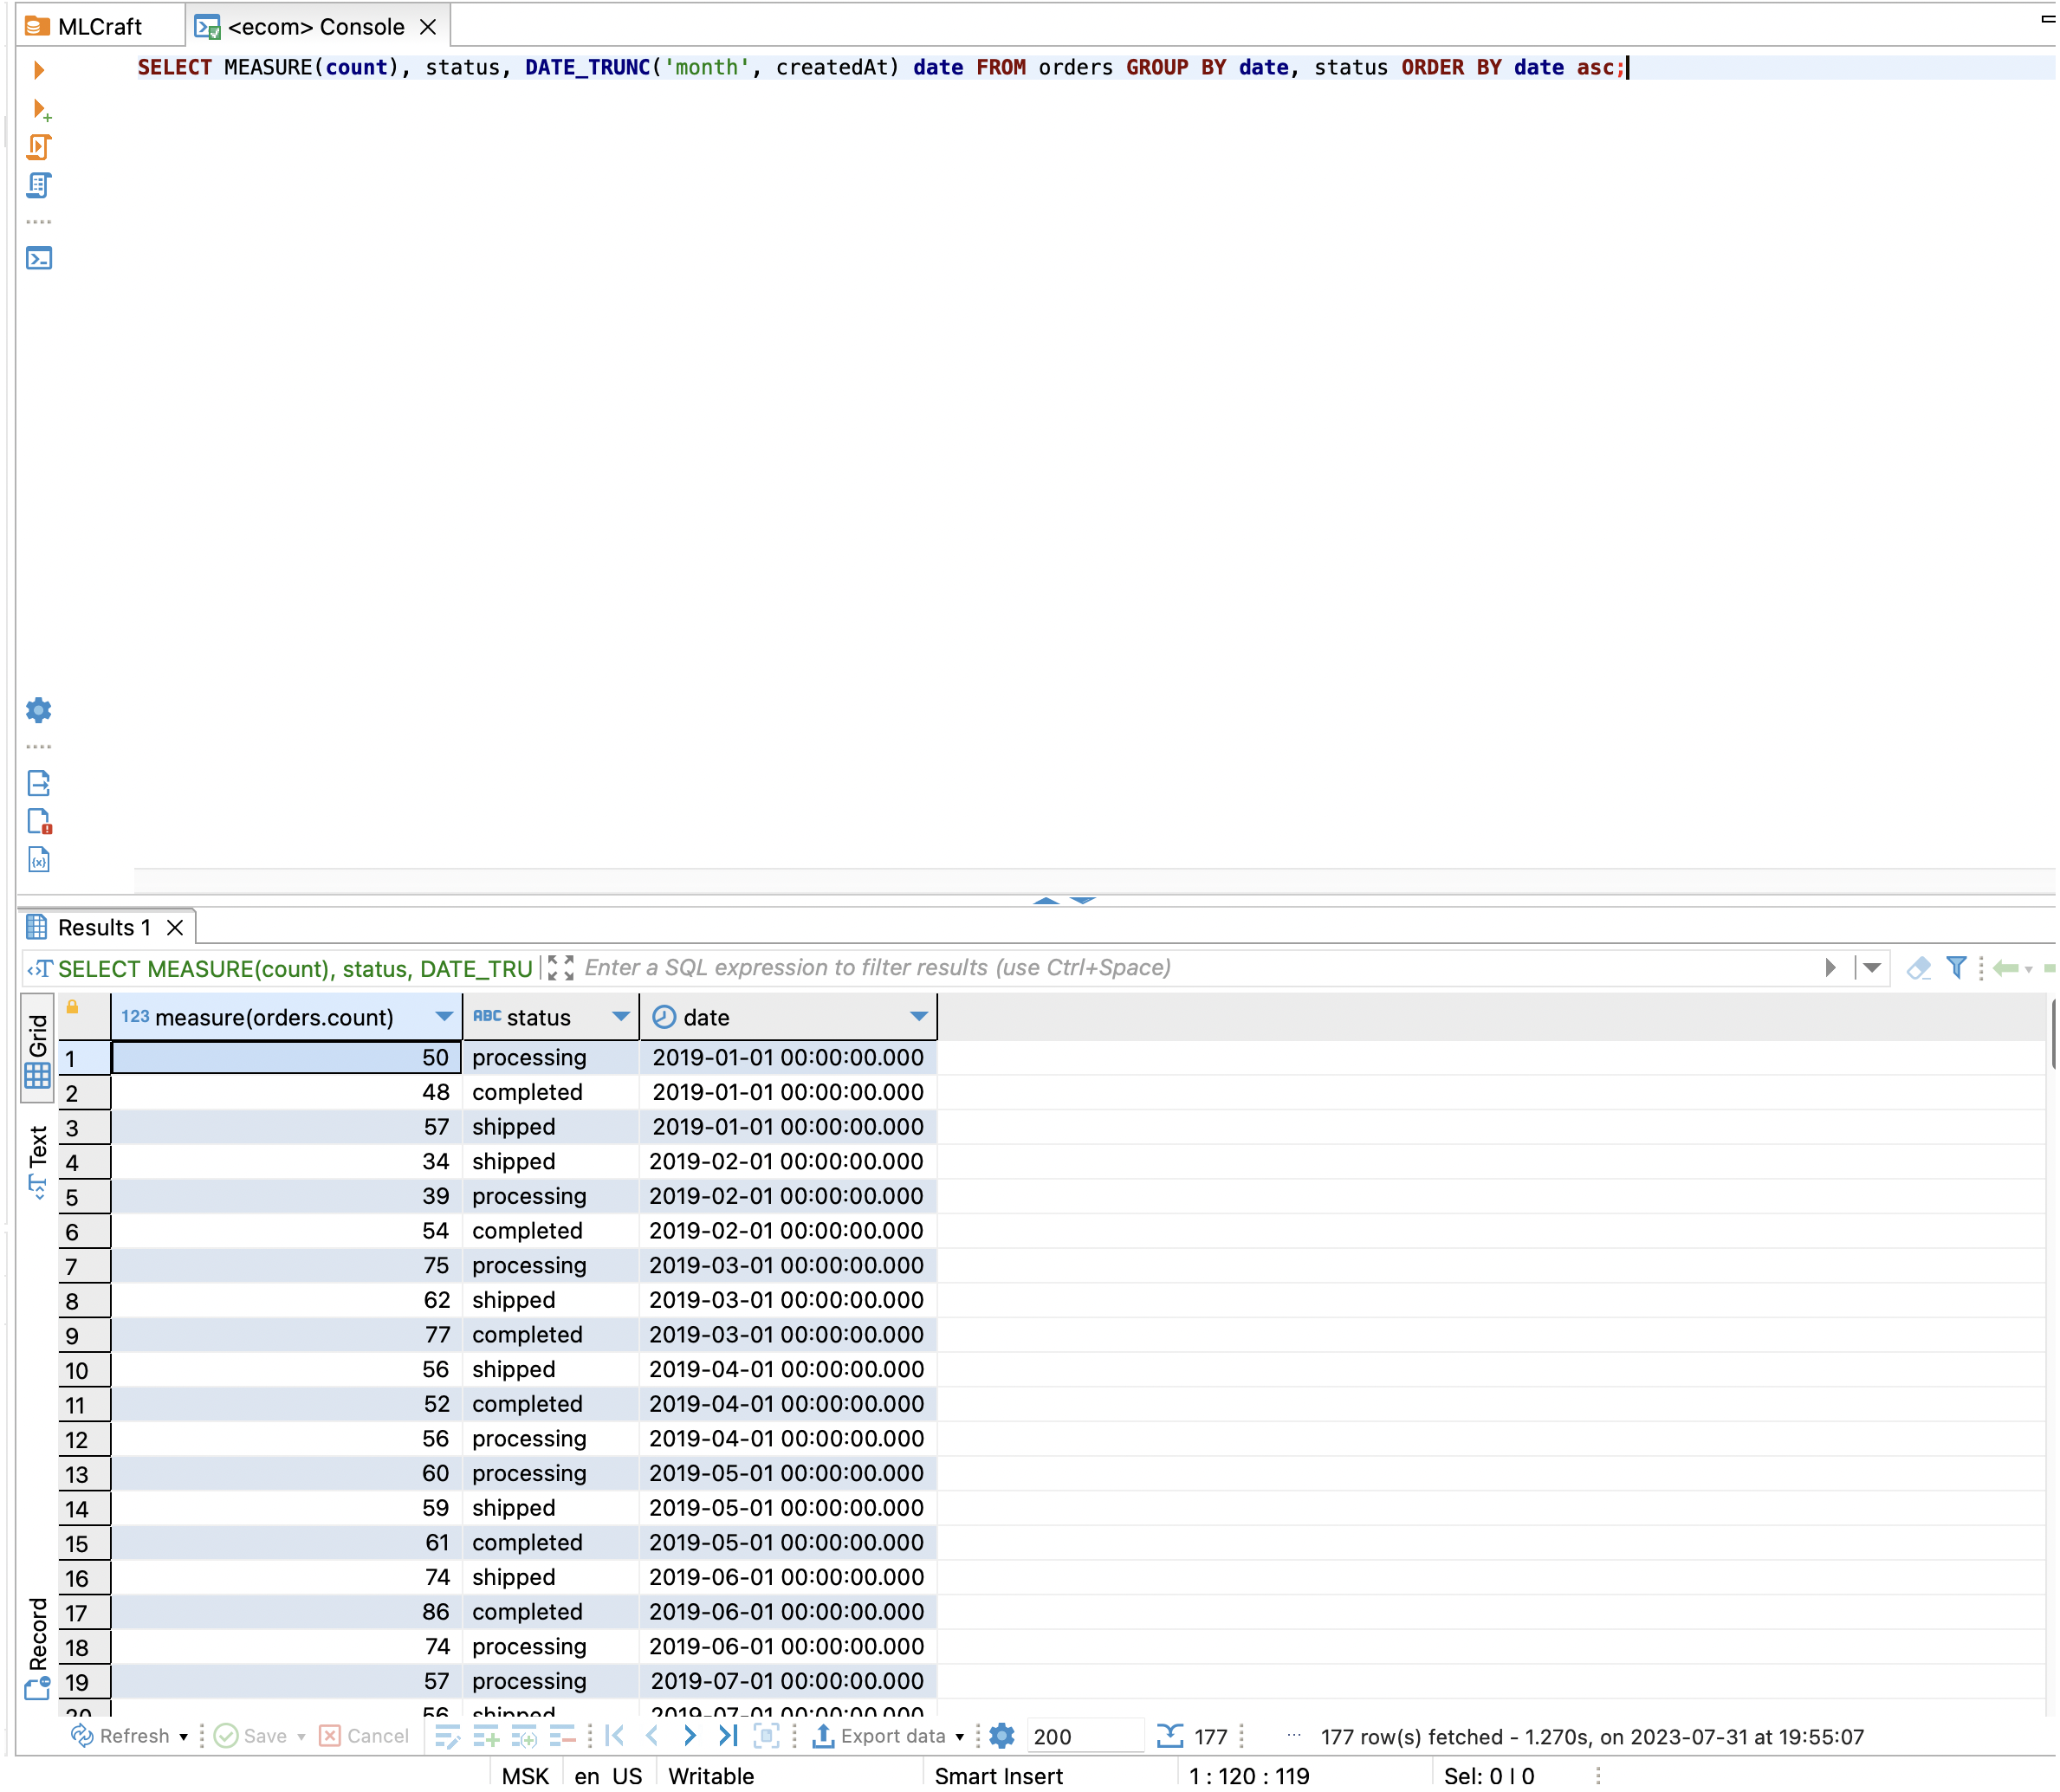 MLCraft <ecom> Console
SELECT MEASURE(count), status, DATE_TRUNC('month', createdAt) date FROM orders GROUP BY date, status ORDER BY date asc;
Results 1
SELECT MEASURE(count), status, DATE_TRU Enter a SQL expression to filter results (use Ctrl+Space)
Grid
Text
Record
123 measure(orders.count) ABC status date
1 50 processing 2019-01-01 00:00:00.000
2 48 completed 2019-01-01 00:00:00.000
3 57 shipped 2019-01-01 00:00:00.000
4 34 shipped 2019-02-01 00:00:00.000
5 39 processing 2019-02-01 00:00:00.000
6 54 completed 2019-02-01 00:00:00.000
7 75 processing 2019-03-01 00:00:00.000
8 62 shipped 2019-03-01 00:00:00.000
9 77 completed 2019-03-01 00:00:00.000
10 56 shipped 2019-04-01 00:00:00.000
11 52 completed 2019-04-01 00:00:00.000
12 56 processing 2019-04-01 00:00:00.000
13 60 processing 2019-05-01 00:00:00.000
14 59 shipped 2019-05-01 00:00:00.000
15 61 completed 2019-05-01 00:00:00.000
16 74 shipped 2019-06-01 00:00:00.000
17 86 completed 2019-06-01 00:00:00.000
18 74 processing 2019-06-01 00:00:00.000
19 57 processing 2019-07-01 00:00:00.000
20 56 shipped 2019-07-01 00:00:00.000
Refresh Save Cancel Export data 200 177 ... 177 row(s) fetched - 1.270s, on 2023-07-31 at 19:55:07
MSK en_US Writable Smart Insert 1 : 120 : 119 Sel: 0 | 0